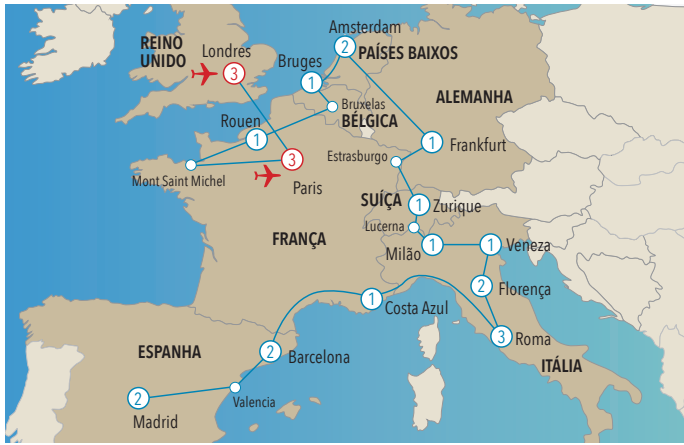 Amsterdam
2
REINO
UNIDO
Londres
3
PAÍSES BAIXOS
Bruges
1
ALEMANHA
Bruxelas
BÉLGICA
Rouen
1
1
Frankfurt
Estrasburgo
3
Paris
Mont Saint Michel
SUÍÇA
1
Zurique
Lucerna
FRANÇA
Milão
1
1
Veneza
2
Florença
1
Costa Azul
3
Roma
ITÁLIA
ESPANHA
2
Barcelona
Valencia
2
Madrid